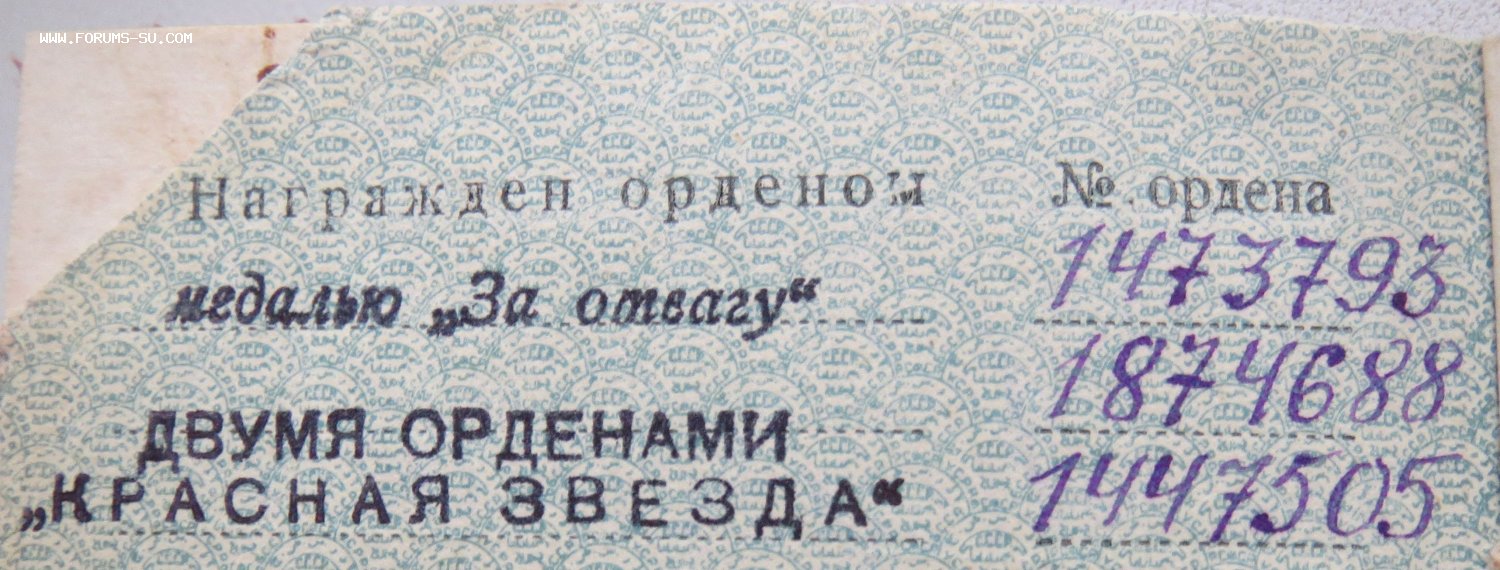 WWW.FORUMS-SU.COM
Награжден орденом № ордена
медалью „За отвагу“ 1473793
1874688
ДВУМЯ ОРДЕНАМИ
„КРАСНАЯ ЗВЕЗДА“ 1447505